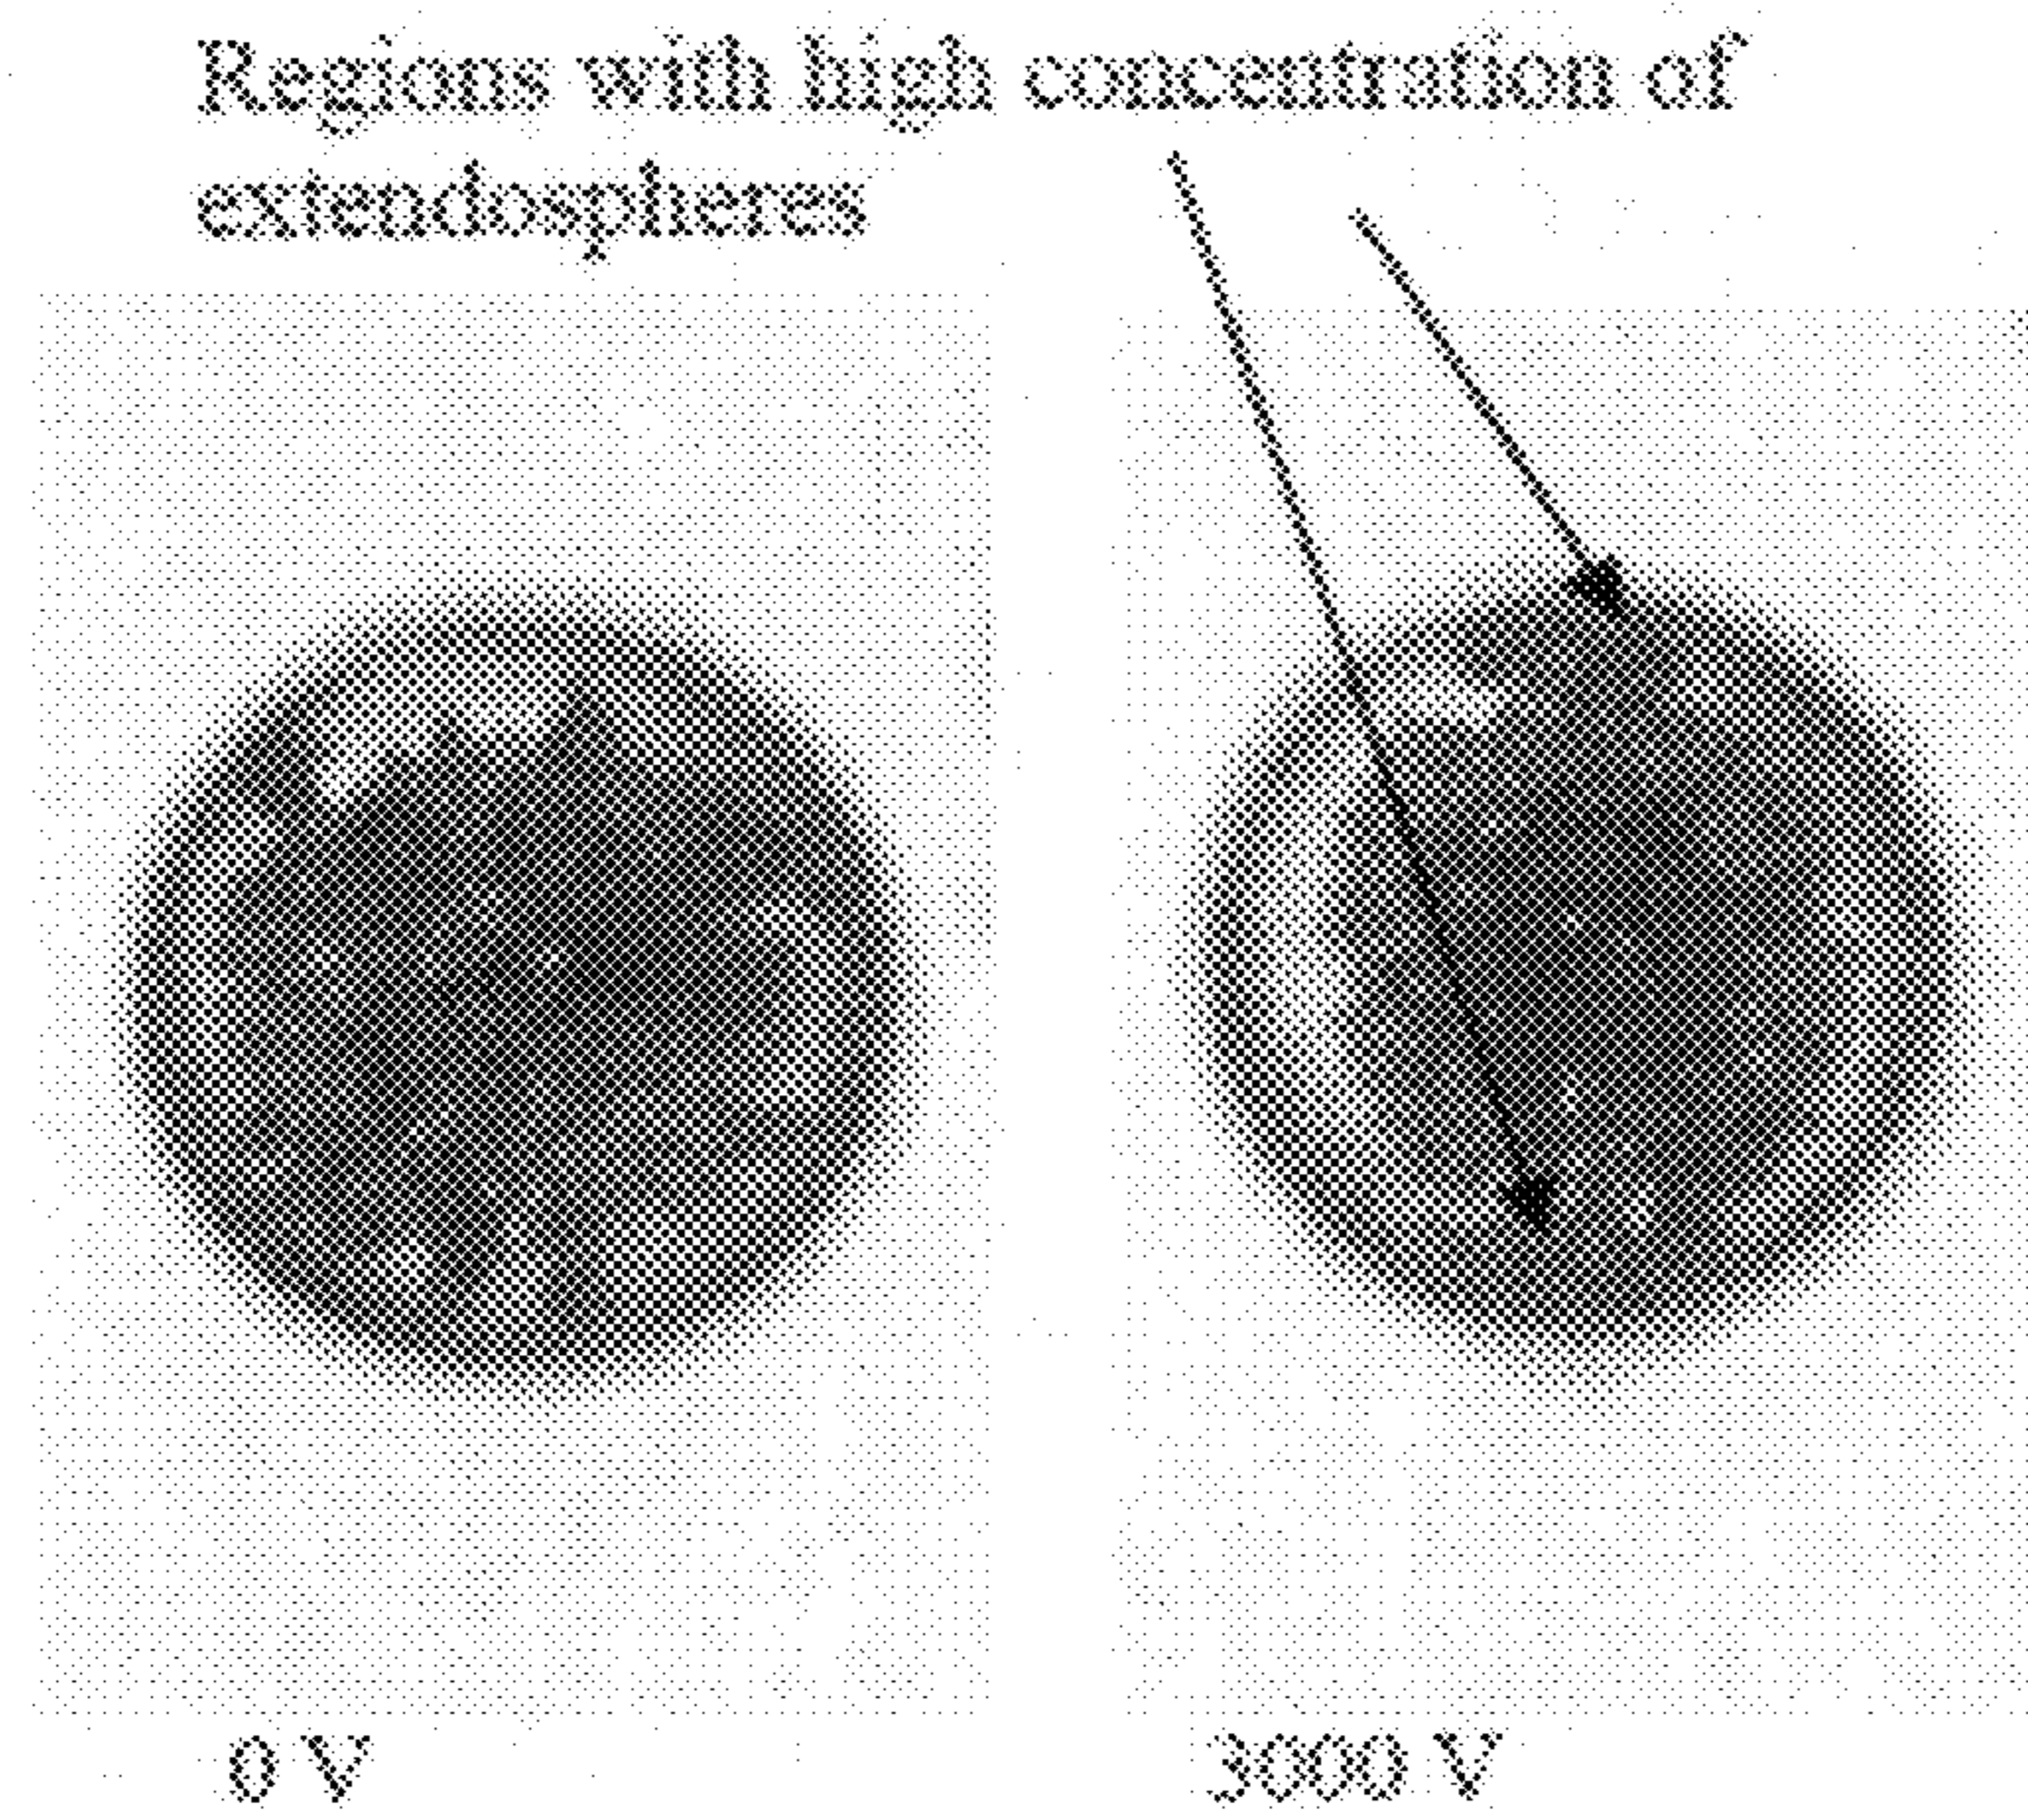 Regions with high concentration of
extendospheres
0 V
3000 V